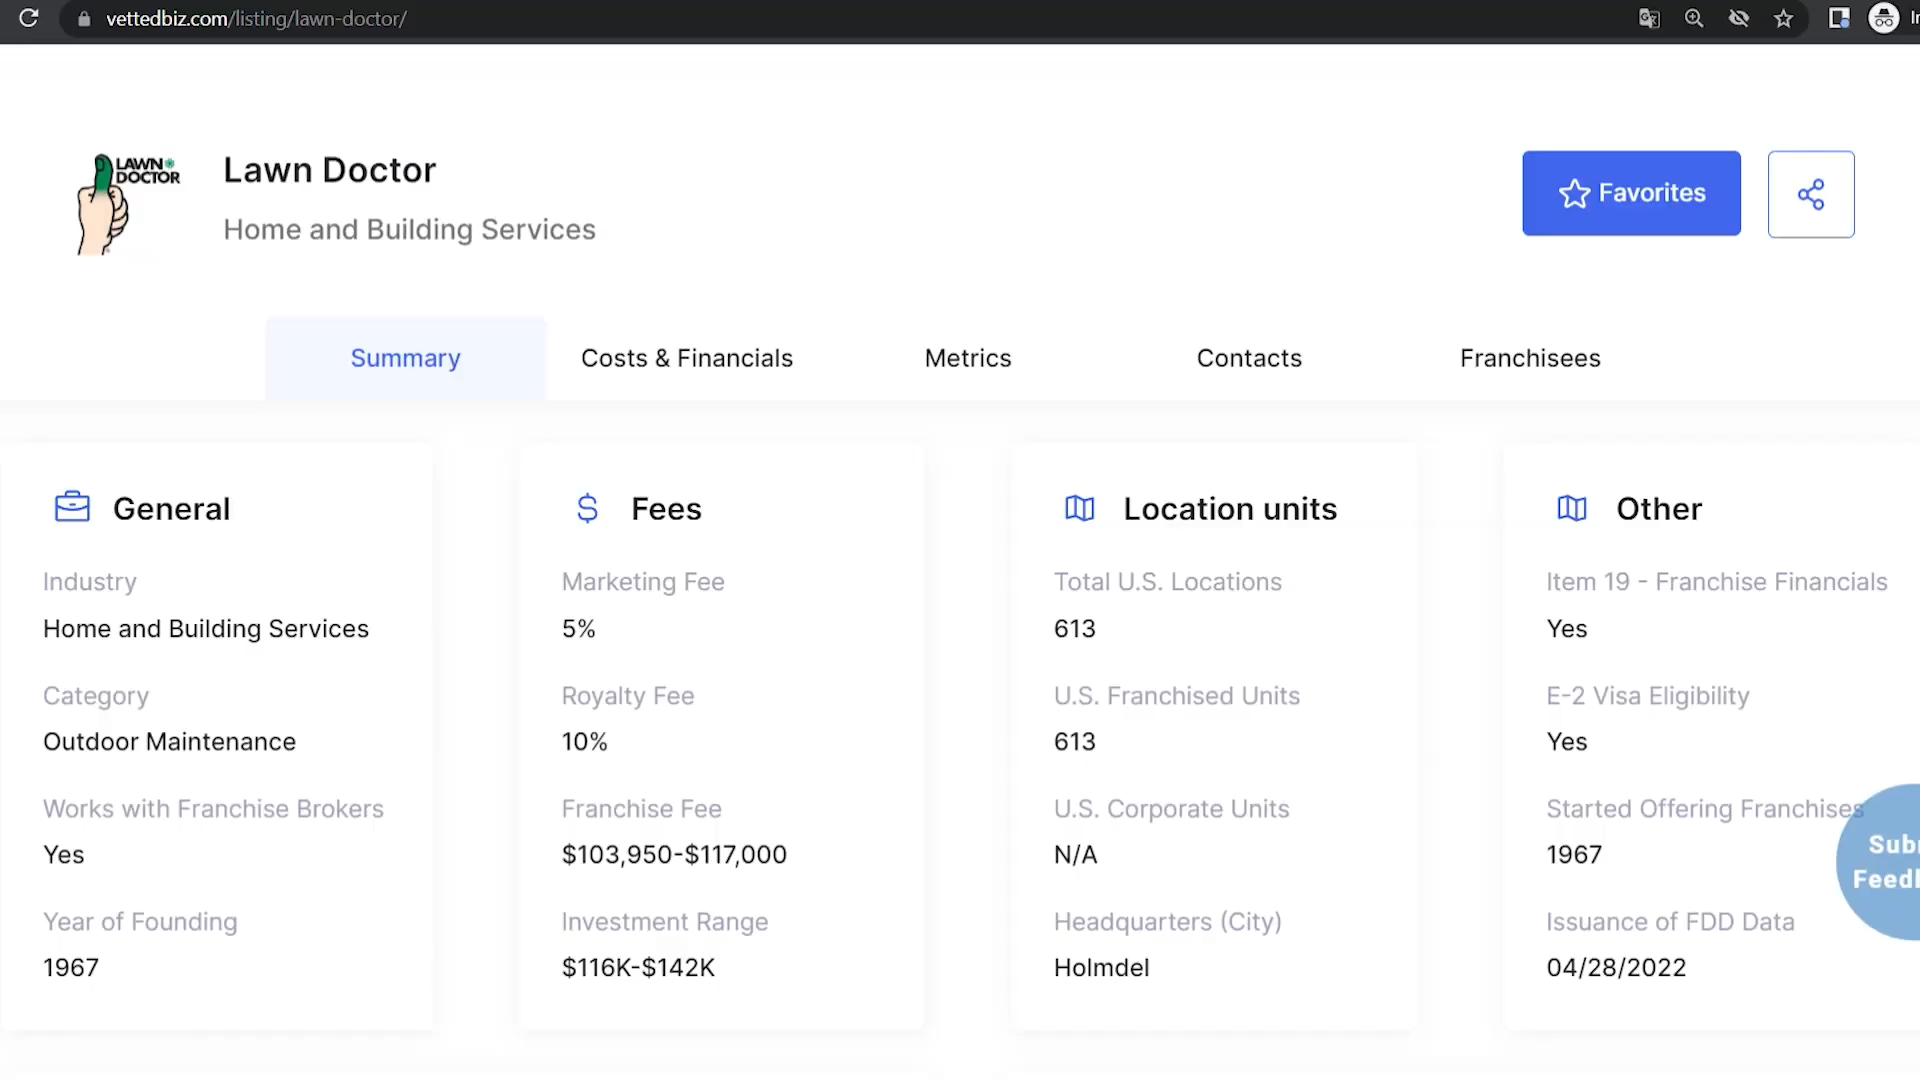 vettedbiz.com/listing/lawn-doctor/
LAWN
DOCTOR
Lawn Doctor
Home and Building Services
Favorites
Summary
Costs & Financials
Metrics
Contacts
Franchisees
General
Industry
Home and Building Services
Category
Outdoor Maintenance
Works with Franchise Brokers
Yes
Year of Founding
1967
$ Fees
Marketing Fee
5%
Royalty Fee
10%
Franchise Fee
$103,950-$117,000
Investment Range
$116K-$142K
Location units
Total U.S. Locations
613
U.S. Franchised Units
613
U.S. Corporate Units
N/A
Headquarters (City)
Holmdel
Other
Item 19 - Franchise Financials
Yes
E-2 Visa Eligibility
Yes
Started Offering Franchises
1967
Issuance of FDD Data
04/28/2022